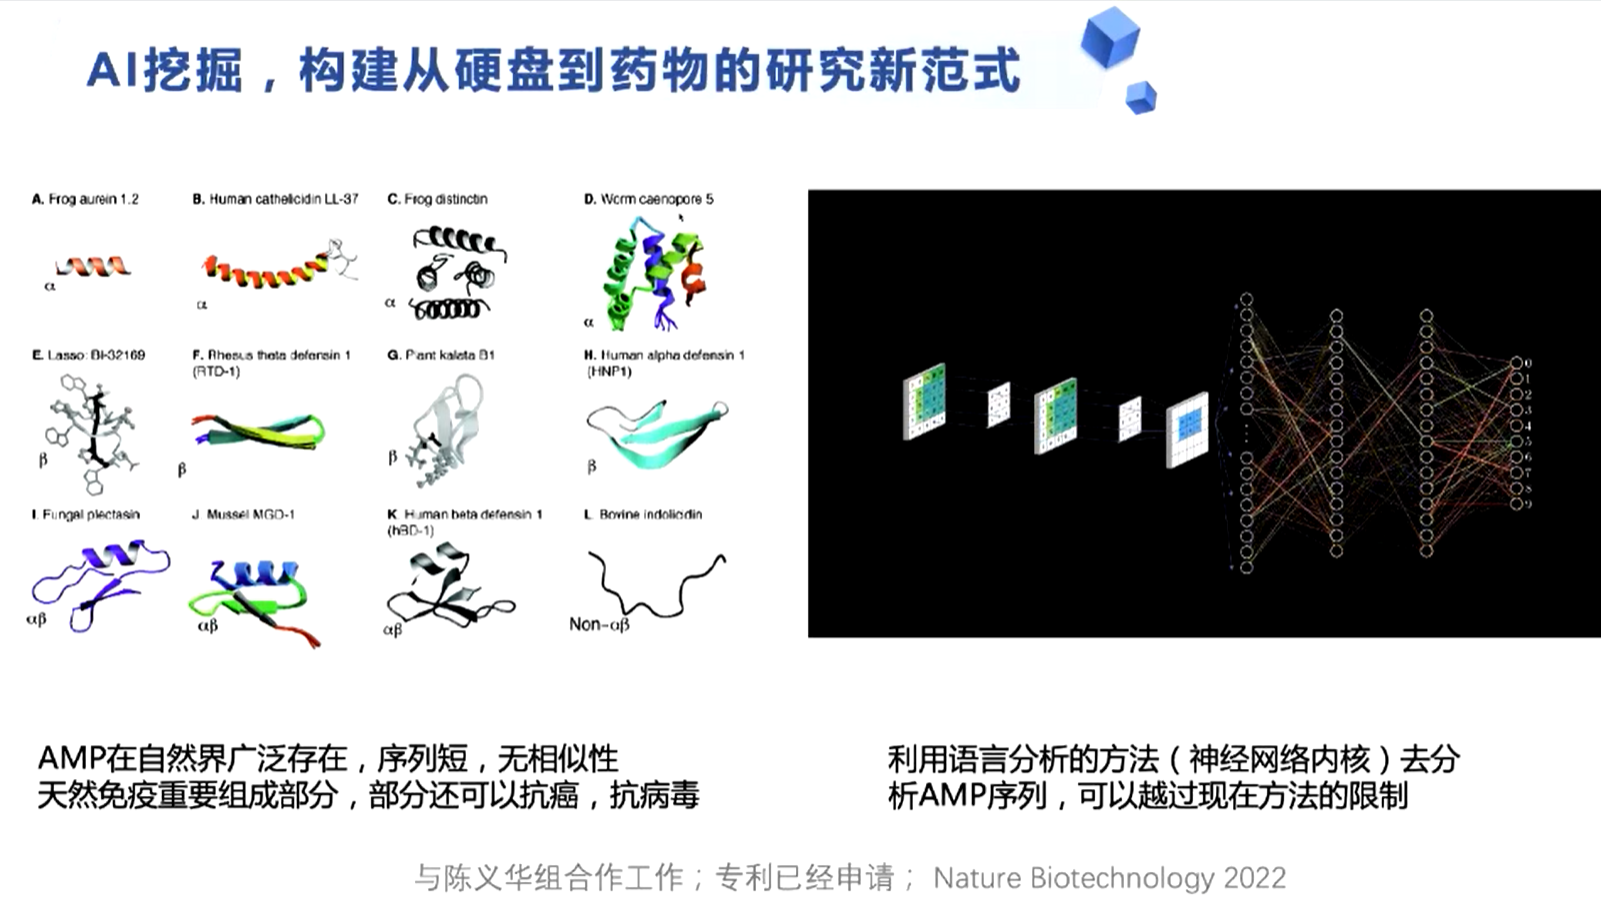 AI挖掘，构建从硬盘到药物的研究新范式
A. Frog aurein 1.2
B. Human cathelicidin LL-37
C. Frog distinctin
D. Worm caenopore 5
α
α
α
α
E. Lasso: BI-32169
F. Rhesus theta defensin 1
(RTD-1)
G. Plant kalata B1
H. Human alpha defensin 1
(HNP1)
β
β
β
β
I. Fungal plectasin
J. Mussel MGD-1
K. Human beta defensin 1
(hBD-1)
L. Bovine indolicidin
αβ
αβ
αβ
Non-αβ
0
1
2
3
4
5
6
7
8
9
AMP在自然界广泛存在，序列短，无相似性
天然免疫重要组成部分，部分还可以抗癌，抗病毒
利用语言分析的方法（神经网络内核）去分
析AMP序列，可以越过现在方法的限制
与陈义华组合作工作；专利已经申请； Nature Biotechnology 2022